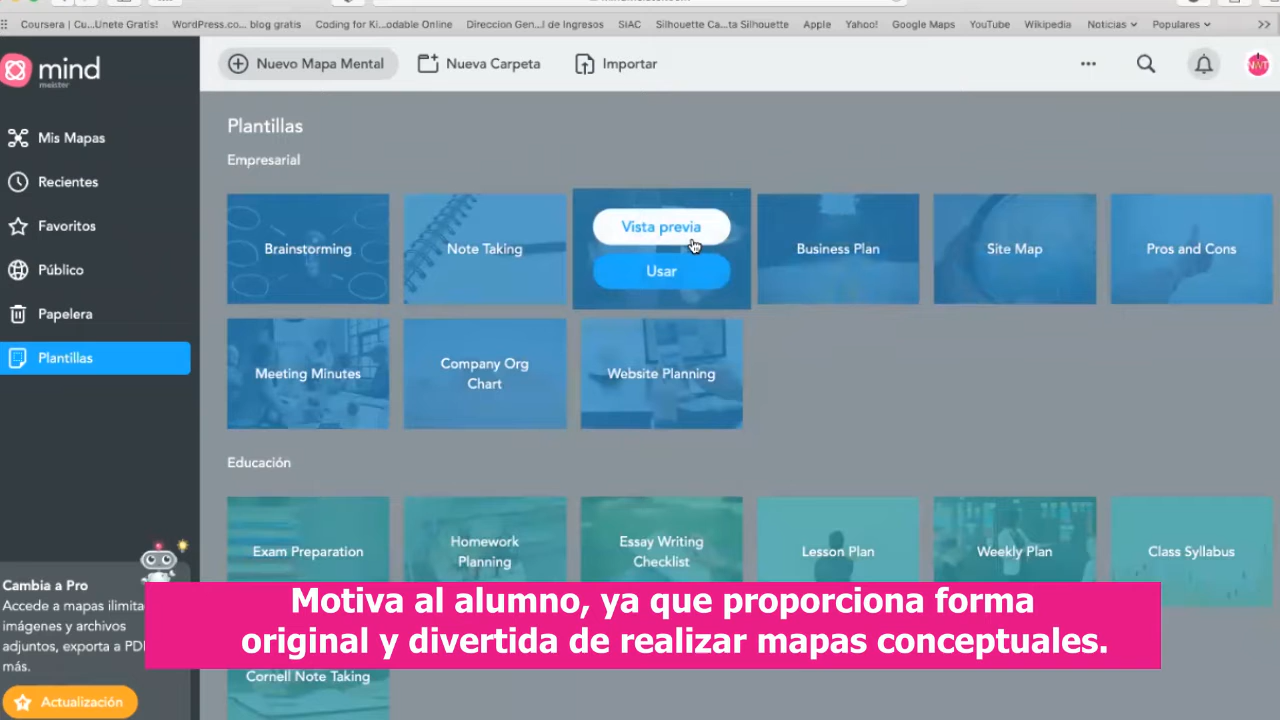 Coursera | Cu...Unete Gratis!
WordPress.co... blog gratis
Coding for Ki...odable Online
Direccion Gen...l de Ingresos
SiAC
Silhouette Ca...ta Silhouette
Apple
Yahoo!
Google Maps
YouTube
Wikipedia
Noticias
Populares
mind
meister
Nuevo Mapa Mental
Nueva Carpeta
Importar
NWT
Mis Mapas
Recientes
Favoritos
Público
Papelera
Plantillas
Plantillas
Empresarial
Brainstorming
Note Taking
Vista previa
Usar
Business Plan
Site Map
Pros and Cons
Meeting Minutes
Company Org
Chart
Website Planning
Educación
Exam Preparation
Homework
Planning
Essay Writing
Checklist
Lesson Plan
Weekly Plan
Class Syllabus
Cornell Note Taking
Cambia a Pro
Accede a mapas ilimita
imágenes y archivos
adjuntos, exporta a PD
más.
Actualización
Motiva al alumno, ya que proporciona forma
original y divertida de realizar mapas conceptuales.